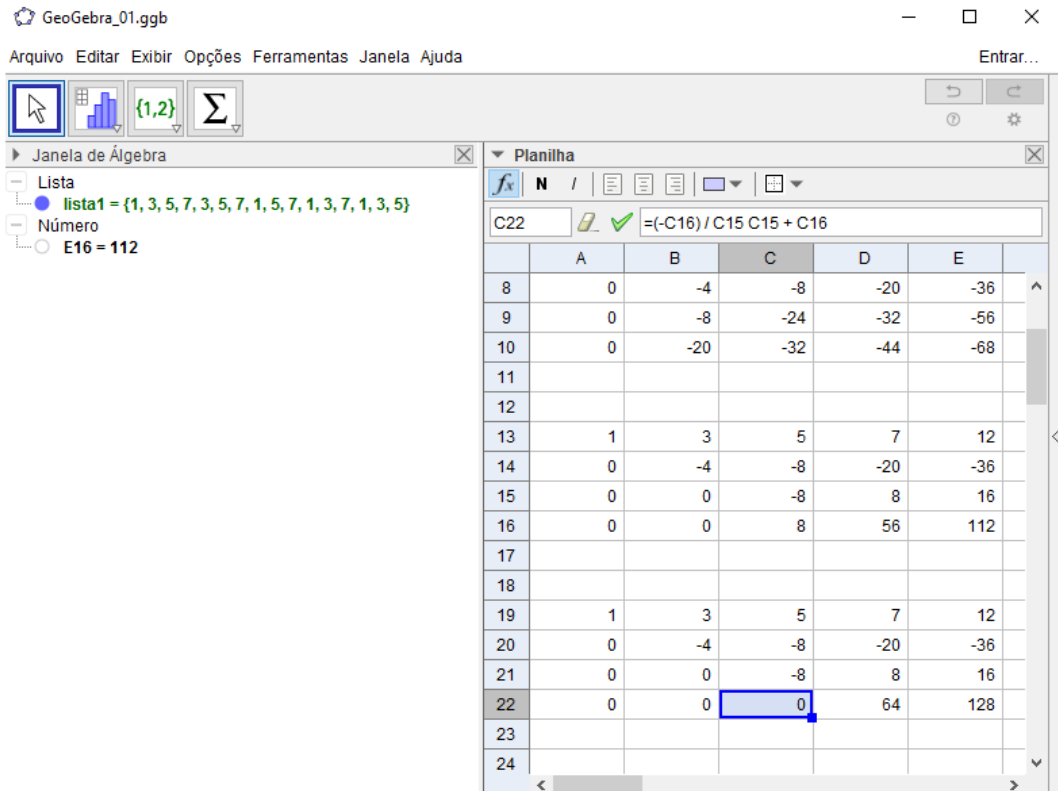 GeoGebra_01.ggb
Arquivo Editar Exibir Opções Ferramentas Janela Ajuda Entrar...
{1,2} Σ
Janela de Álgebra
Lista
lista1 = {1, 3, 5, 7, 3, 5, 7, 1, 5, 7, 1, 3, 7, 1, 3, 5}
Número
E16 = 112
Planilha
fx N I
C22 =(-C16) / C15 C15 + C16
A B C D E
8 0 -4 -8 -20 -36
9 0 -8 -24 -32 -56
10 0 -20 -32 -44 -68
11
12
13 1 3 5 7 12
14 0 -4 -8 -20 -36
15 0 0 -8 8 16
16 0 0 8 56 112
17
18
19 1 3 5 7 12
20 0 -4 -8 -20 -36
21 0 0 -8 8 16
22 0 0 0 64 128
23
24